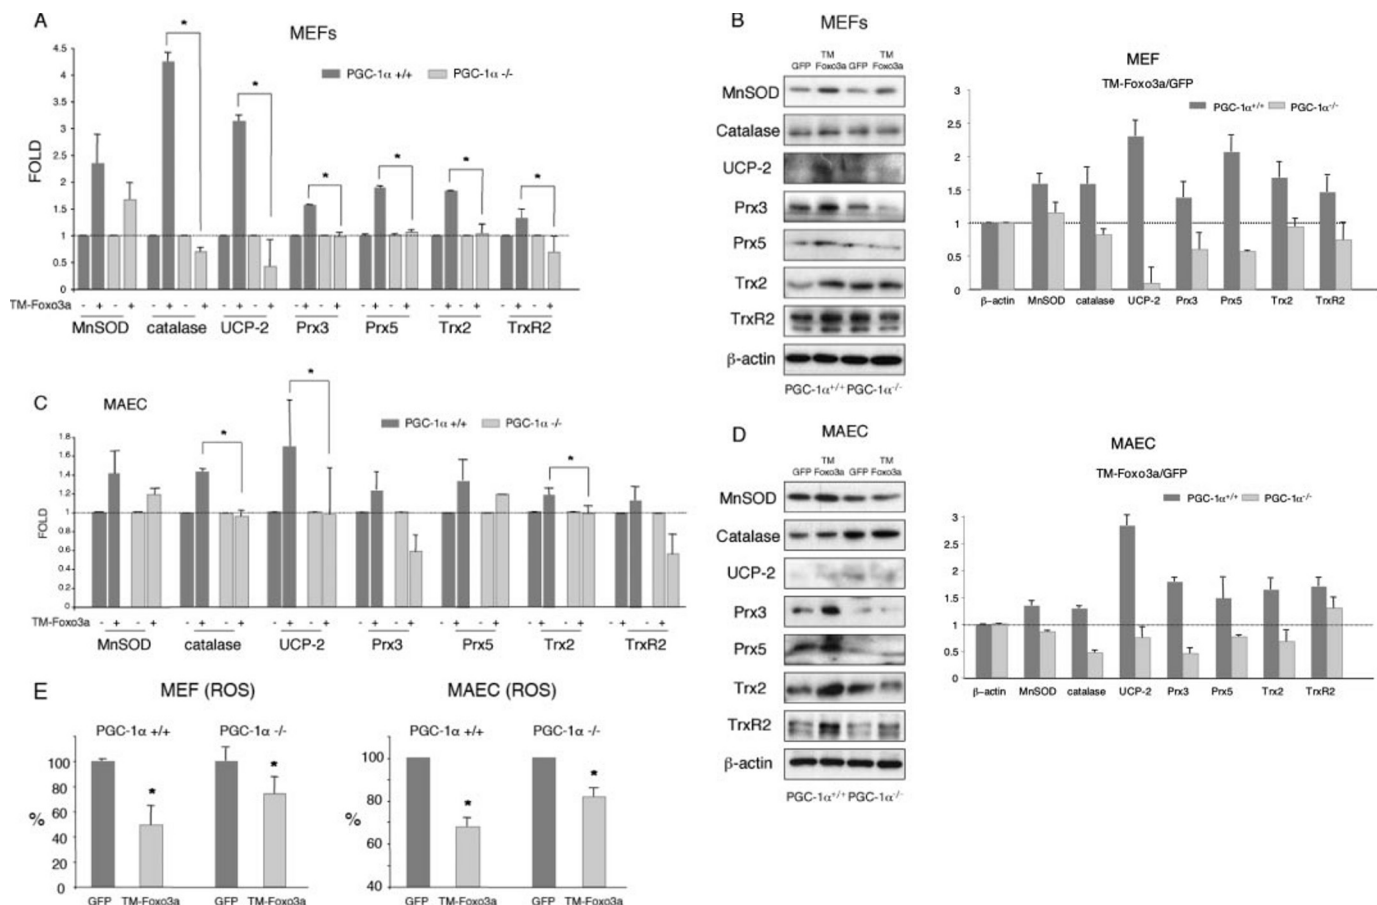 A
MEFs
PGC-1α +/+ PGC-1α -/-
FOLD
4.5
4
3.5
3
2.5
2
1.5
1
0.5
0
* * * * * *
TM-Foxo3a - + - + - + - + - + - + - + - + - + - + - + - + - + - +
MnSOD catalase UCP-2 Prx3 Prx5 Trx2 TrxR2
B
MEFs
GFP TM Foxo3a GFP TM Foxo3a
MnSOD
Catalase
UCP-2
Prx3
Prx5
Trx2
TrxR2
β-actin
PGC-1α+/+ PGC-1α-/-
MEF
TM-Foxo3a/GFP
PGC-1α+/+ PGC-1α-/-
3
2.5
2
1.5
1
0.5
0
β-actin MnSOD catalase UCP-2 Prx3 Prx5 Trx2 TrxR2
C
MAEC
PGC-1α +/+ PGC-1α -/-
FOLD
1.8
1.6
1.4
1.2
1
0.8
0.6
0.4
0.2
0
* * *
TM-Foxo3a - + - + - + - + - + - + - + - + - + - + - + - + - + - +
MnSOD catalase UCP-2 Prx3 Prx5 Trx2 TrxR2
D
MAEC
GFP TM Foxo3a GFP TM Foxo3a
MnSOD
Catalase
UCP-2
Prx3
Prx5
Trx2
TrxR2
β-actin
PGC-1α+/+ PGC-1α-/-
MAEC
TM-Foxo3a/GFP
PGC-1α+/+ PGC-1α-/-
3
2.5
2
1.5
1
0.5
0
β-actin MnSOD catalase UCP-2 Prx3 Prx5 Trx2 TrxR2
E
MEF (ROS)
PGC-1α +/+ PGC-1α -/-
%
100
80
60
40
20
0
* *
GFP TM-Foxo3a GFP TM-Foxo3a
MAEC (ROS)
PGC-1α +/+ PGC-1α -/-
%
100
80
60
40
* *
GFP TM-Foxo3a GFP TM-Foxo3a